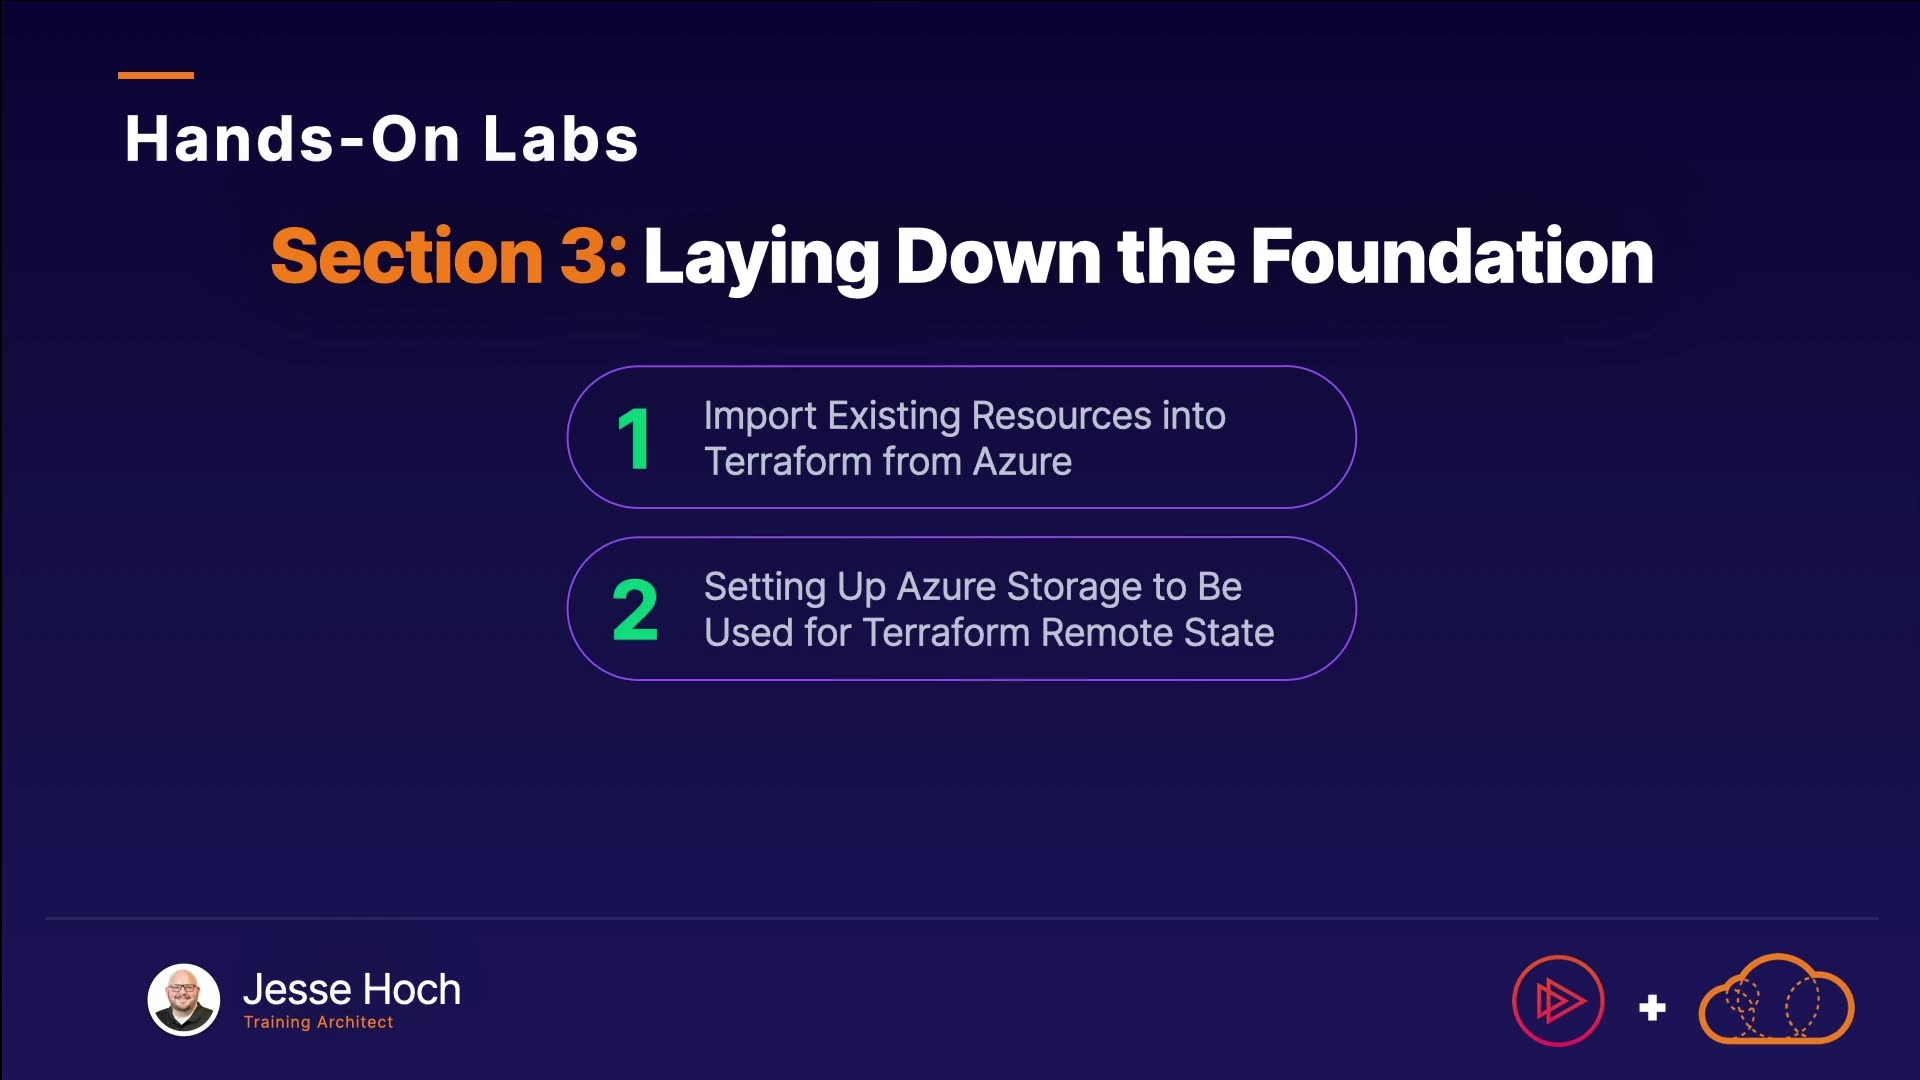 Hands-On Labs
Section 3: Laying Down the Foundation
1
Import Existing Resources into
Terraform from Azure
2
Setting Up Azure Storage to Be
Used for Terraform Remote State
Jesse Hoch
Training Architect